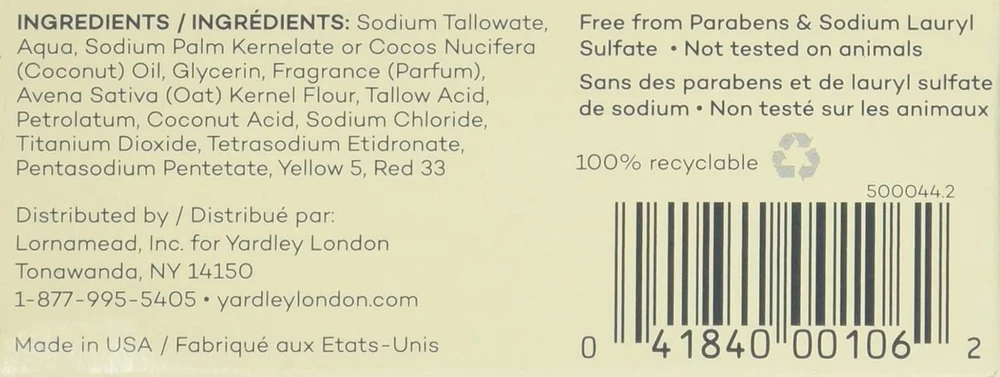 INGREDIENTS / INGRÉDIENTS: Sodium Tallowate,
Aqua, Sodium Palm Kernelate or Cocos Nucifera
(Coconut) Oil, Glycerin, Fragrance (Parfum),
Avena Sativa (Oat) Kernel Flour, Tallow Acid,
Petrolatum, Coconut Acid, Sodium Chloride,
Titanium Dioxide, Tetrasodium Etidronate,
Pentasodium Pentetate, Yellow 5, Red 33
Distributed by / Distribué par:
Lornamead, Inc. for Yardley London
Tonawanda, NY 14150
1-877-995-5405 • yardleylondon.com
Made in USA / Fabriqué aux Etats-Unis
Free from Parabens & Sodium Lauryl
Sulfate • Not tested on animals
Sans des parabens et de lauryl sulfate
de sodium • Non testé sur les animaux
100% recyclable
500044.2
0 41840 00106 2